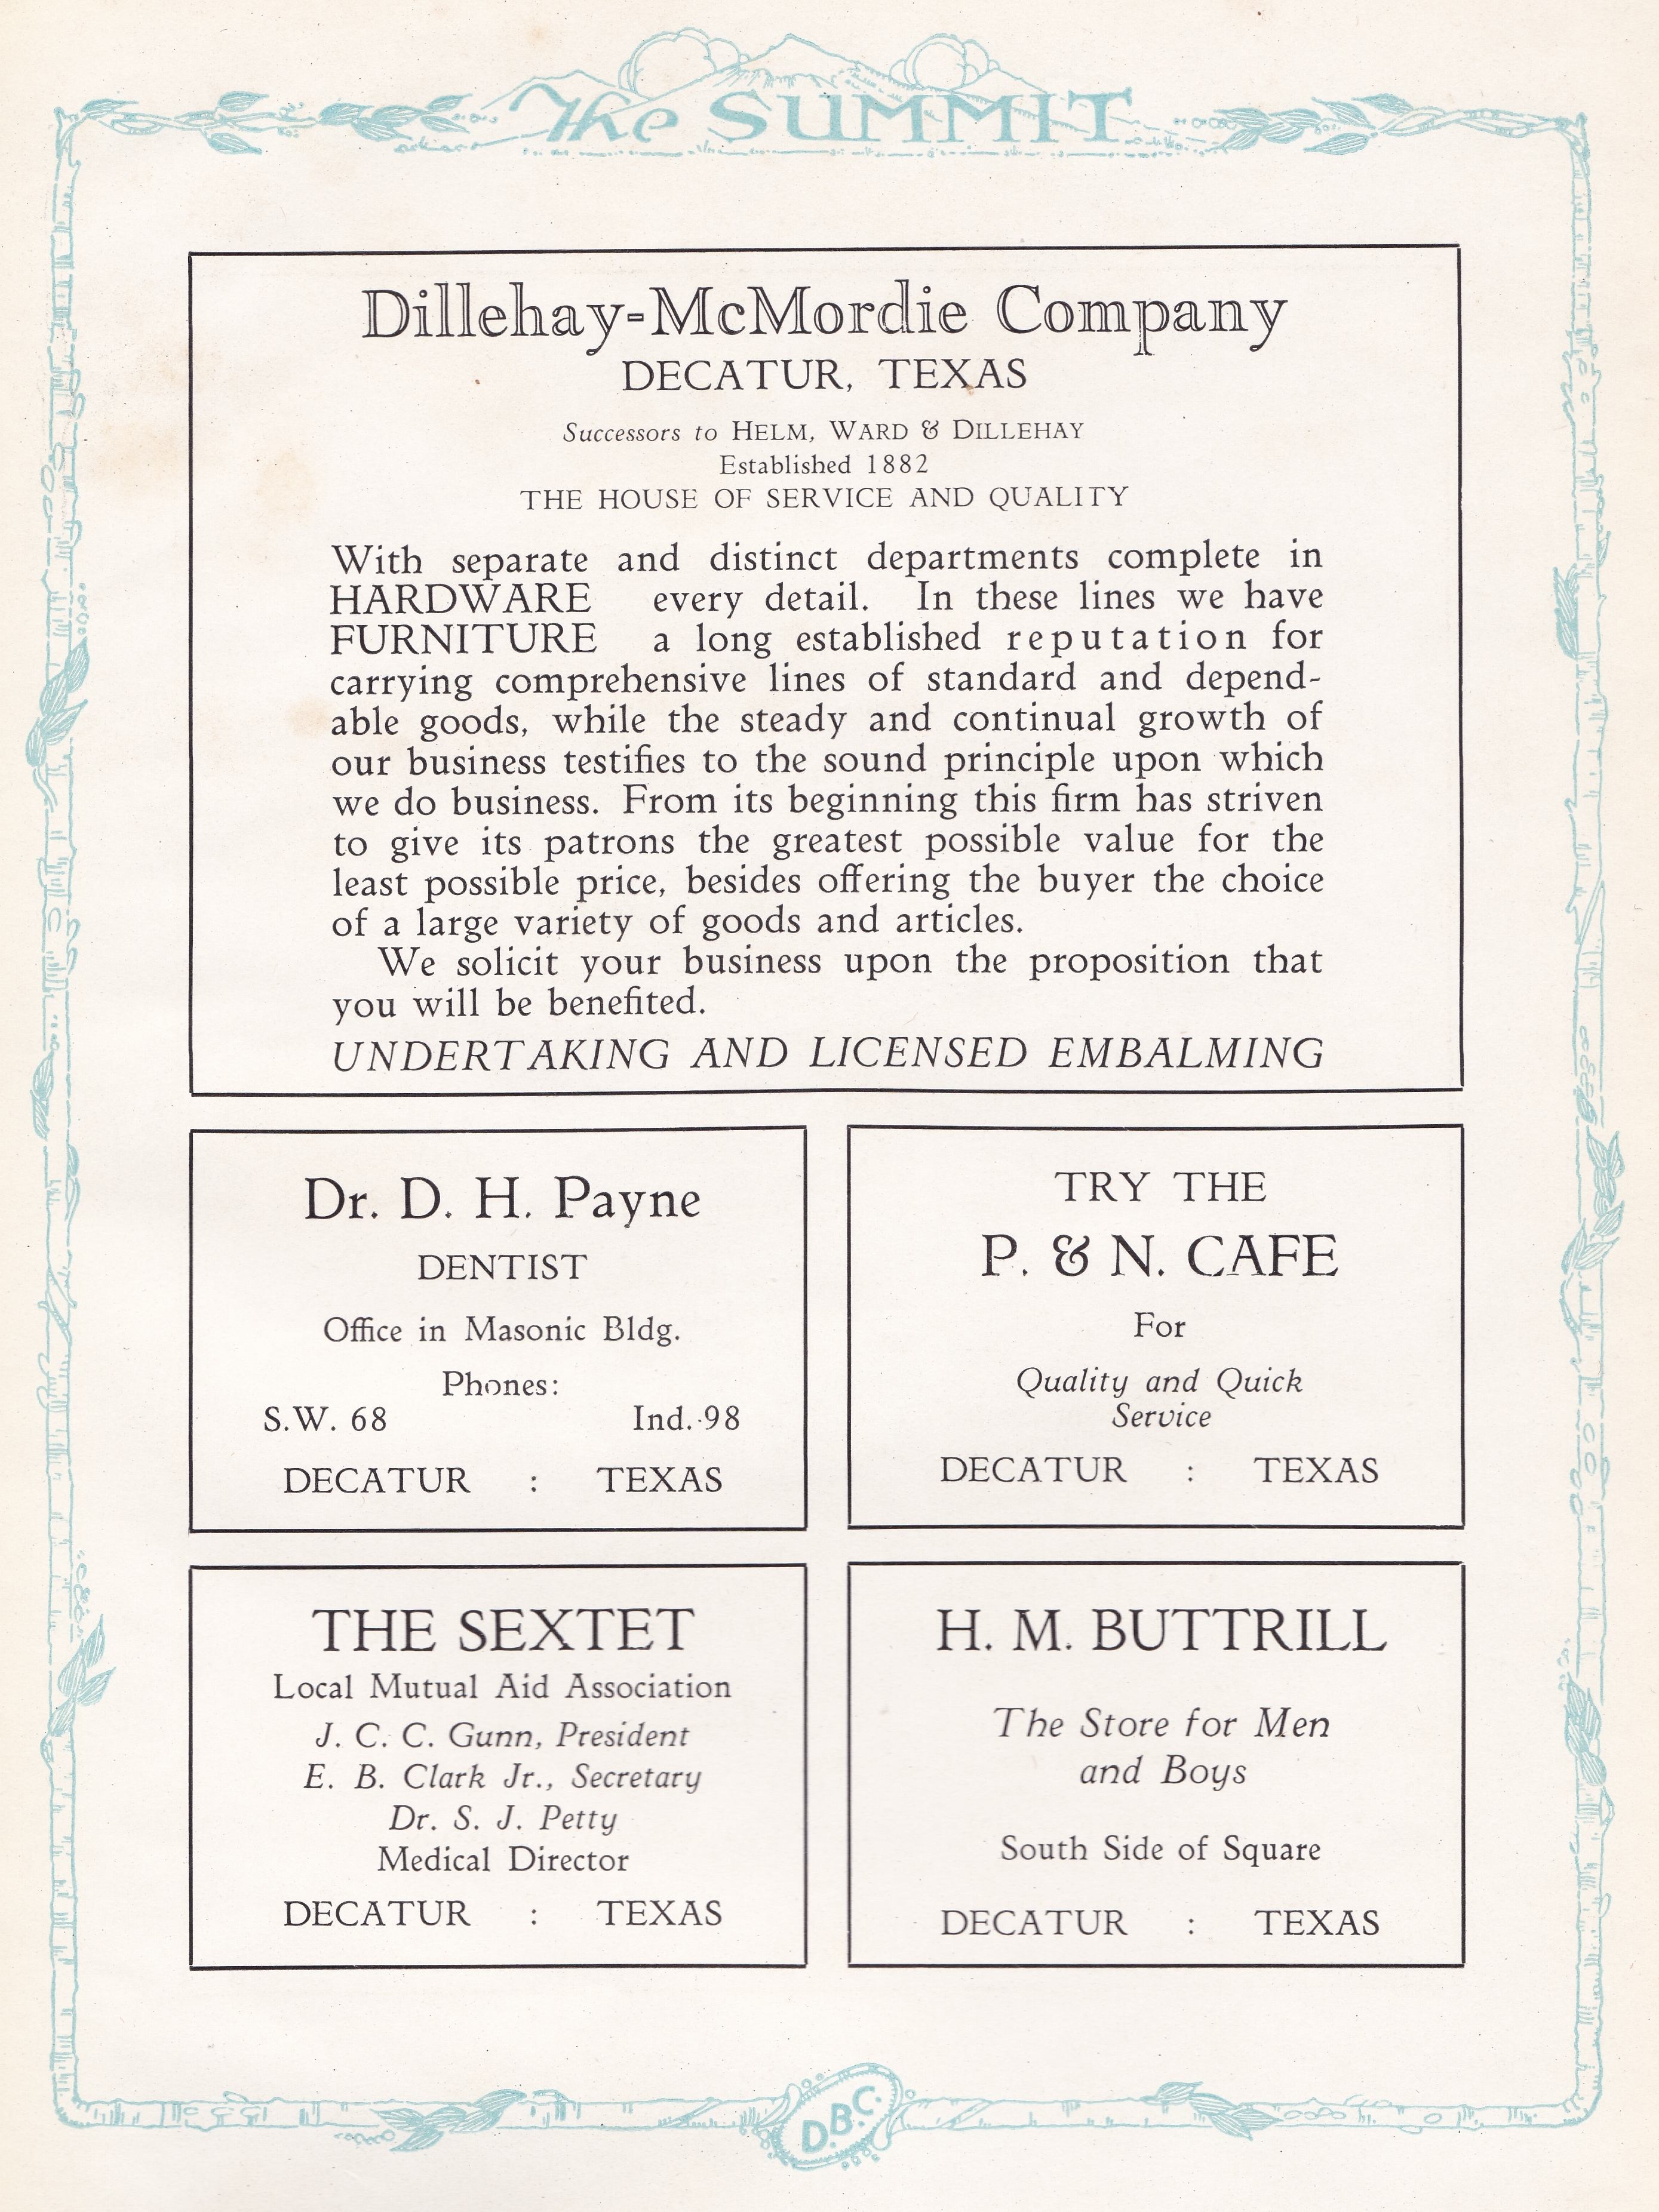 The SUMMIT
Dillehay-McMordie Company
DECATUR, TEXAS
Successors to HELM, WARD & DILLEHAY
Established 1882
THE HOUSE OF SERVICE AND QUALITY
With separate and distinct departments complete in
HARDWARE every detail. In these lines we have
FURNITURE a long established reputation for
carrying comprehensive lines of standard and depend-
able goods, while the steady and continual growth of
our business testifies to the sound principle upon which
we do business. From its beginning this firm has striven
to give its patrons the greatest possible value for the
least possible price, besides offering the buyer the choice
of a large variety of goods and articles.
We solicit your business upon the proposition that
you will be benefited.
UNDERTAKING AND LICENSED EMBALMING
Dr. D. H. Payne
DENTIST
Office in Masonic Bldg.
Phones:
S.W. 68 Ind. 98
DECATUR : TEXAS
TRY THE
P. & N. CAFE
For
Quality and Quick
Service
DECATUR : TEXAS
THE SEXTET
Local Mutual Aid Association
J. C. C. Gunn, President
E. B. Clark Jr., Secretary
Dr. S. J. Petty
Medical Director
DECATUR : TEXAS
H. M. BUTTRILL
The Store for Men
and Boys
South Side of Square
DECATUR : TEXAS
D.B.C.